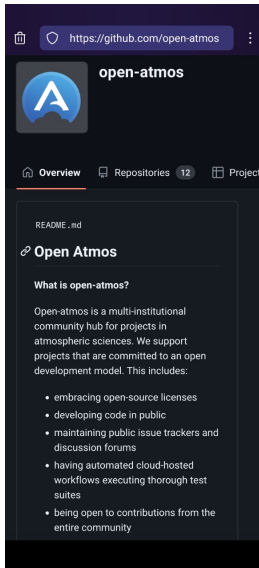 https://github.com/open-atmos
open-atmos
Overview
Repositories 12
Project
README.md
Open Atmos
What is open-atmos?
Open-atmos is a multi-institutional
community hub for projects in
atmospheric sciences. We support
projects that are committed to an open
development model. This includes:
• embracing open-source licenses
• developing code in public
• maintaining public issue trackers and
discussion forums
• having automated cloud-hosted
workflows executing thorough test
suites
• being open to contributions from the
entire community